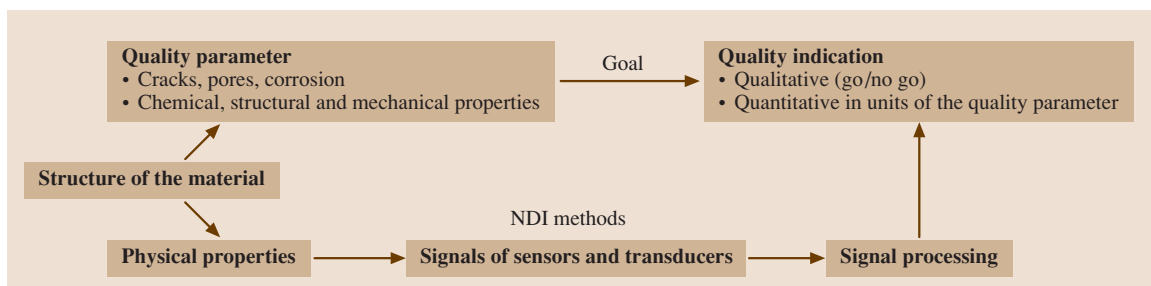 Quality parameter
• Cracks, pores, corrosion
• Chemical, structural and mechanical properties
Goal
Quality indication
• Qualitative (go/no go)
• Quantitative in units of the quality parameter
Structure of the material
NDI methods
Physical properties
Signals of sensors and transducers
Signal processing